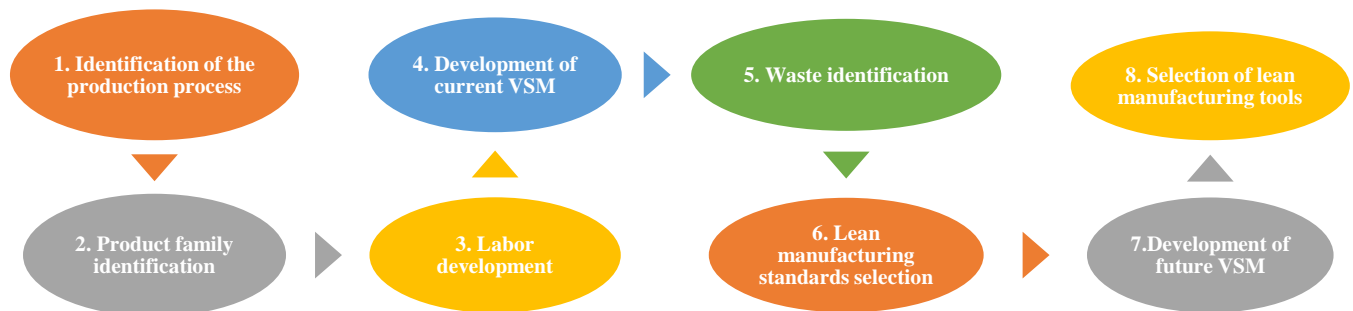 1. Identification of the
production process
2. Product family
identification
3. Labor
development
4. Development of
current VSM
5. Waste identification
6. Lean
manufacturing
standards selection
7.Development of
future VSM
8. Selection of lean
manufacturing tools